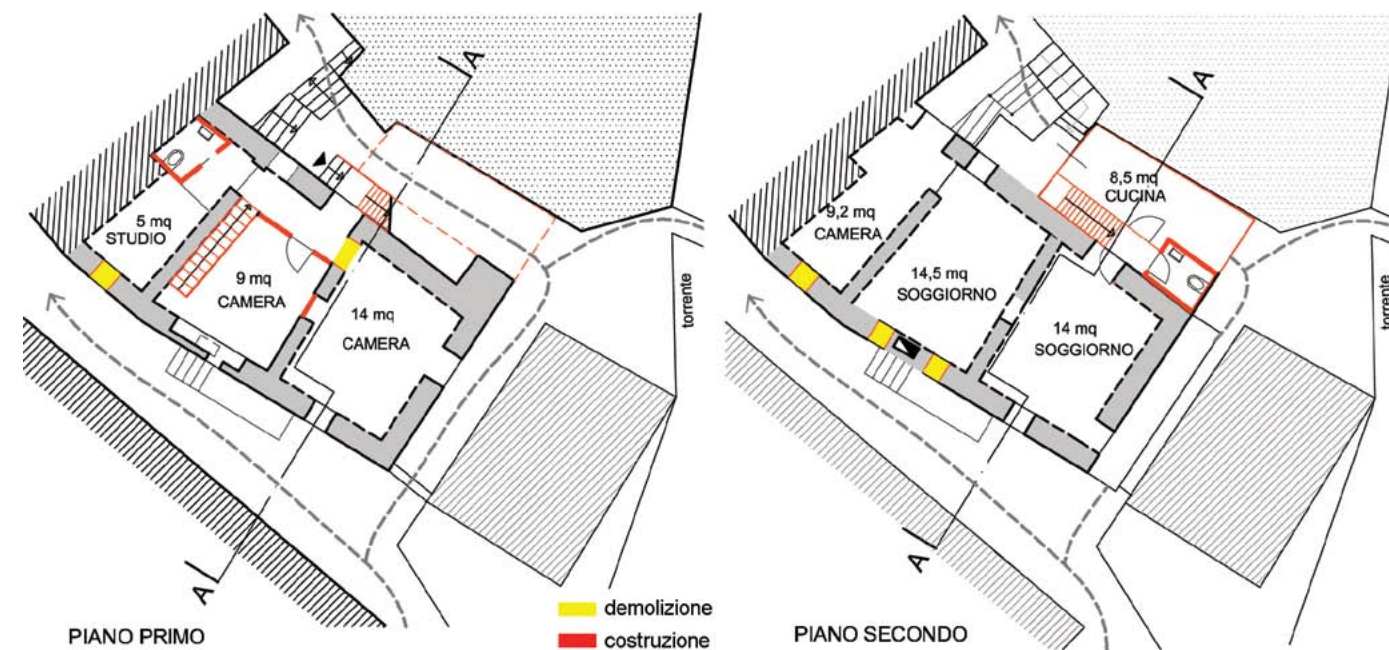 A
5 mq
STUDIO
9 mq
CAMERA
14 mq
CAMERA
torrente
A
PIANO PRIMO
demolizione
costruzione
A
8,5 mq
CUCINA
9,2 mq
CAMERA
14,5 mq
SOGGIORNO
14 mq
SOGGIORNO
torrente
A
PIANO SECONDO